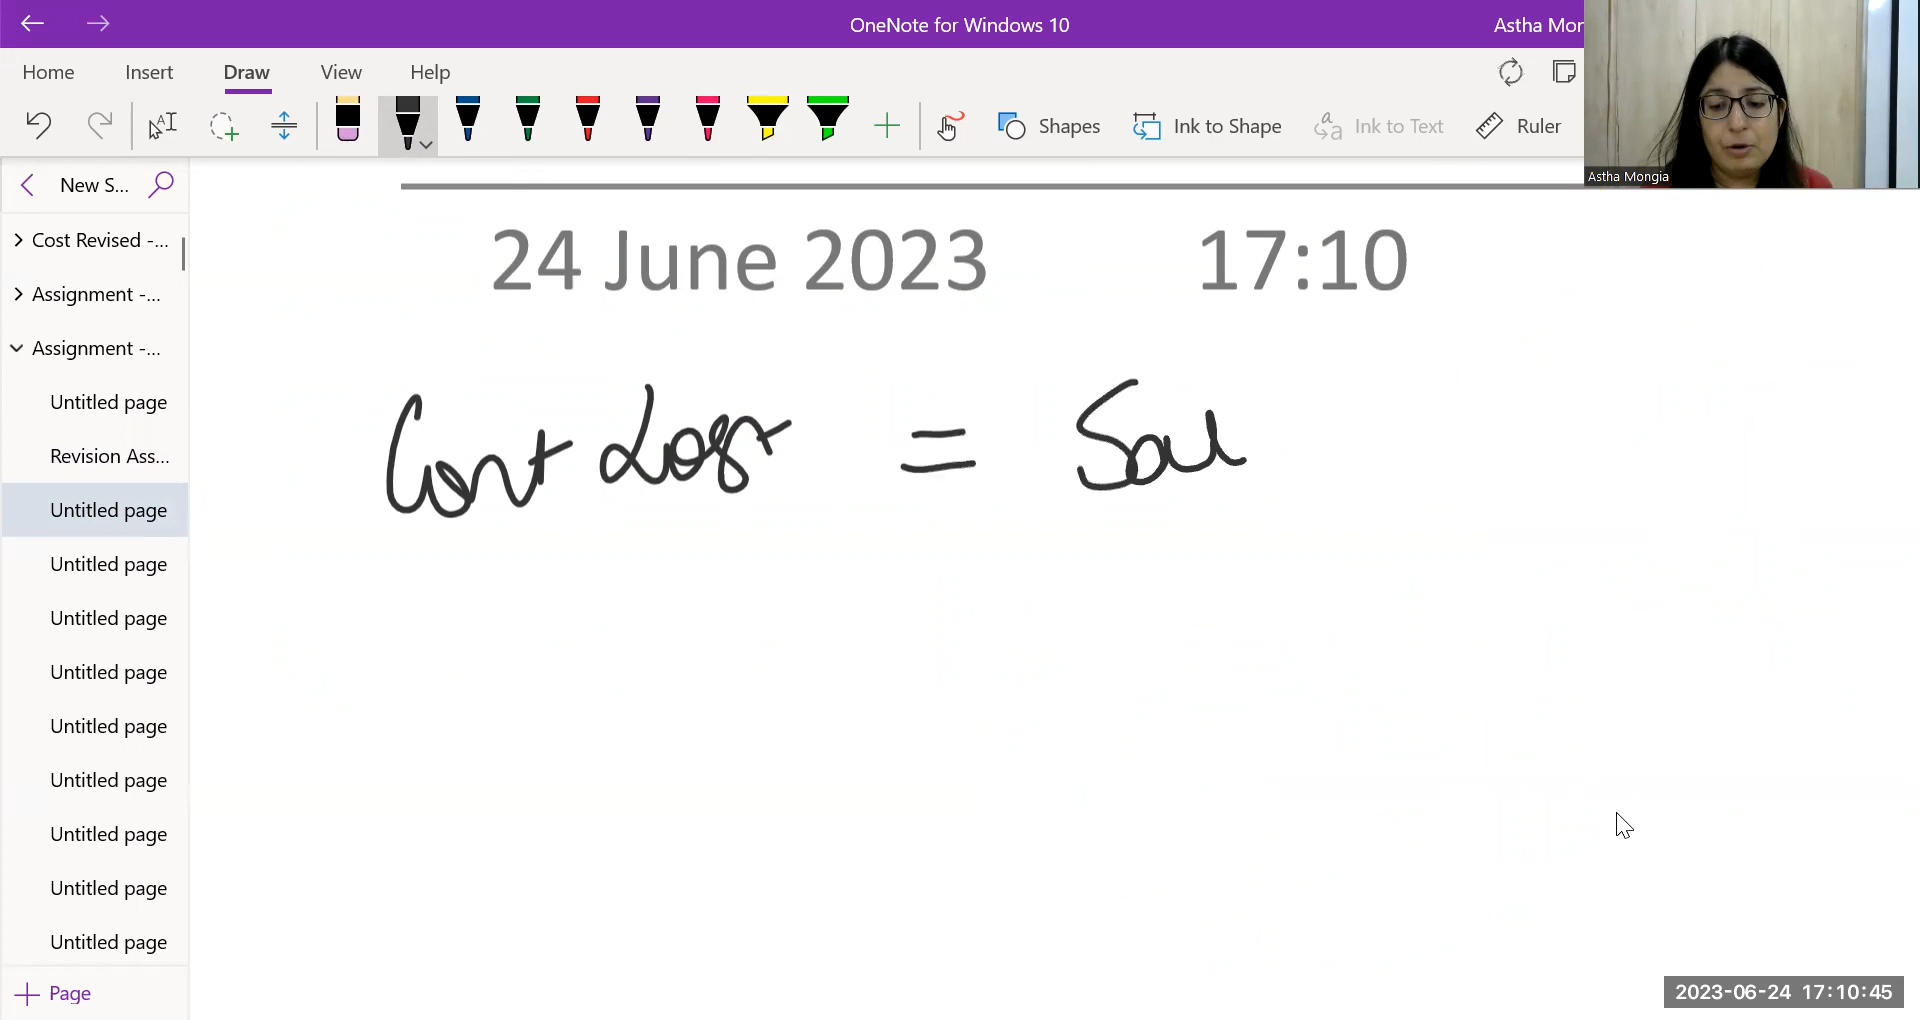 OneNote for Windows 10
Astha Mor
Home Insert Draw View Help
Shapes Ink to Shape Ink to Text Ruler
Astha Mongia
New S...
Cost Revised -...
Assignment -...
Assignment -...
Untitled page
Revision Ass...
Untitled page
Untitled page
Untitled page
Untitled page
Untitled page
Untitled page
Untitled page
Untitled page
Untitled page
Page
24 June 2023 17:10
Cont Lost = Sal
2023-06-24 17:10:45